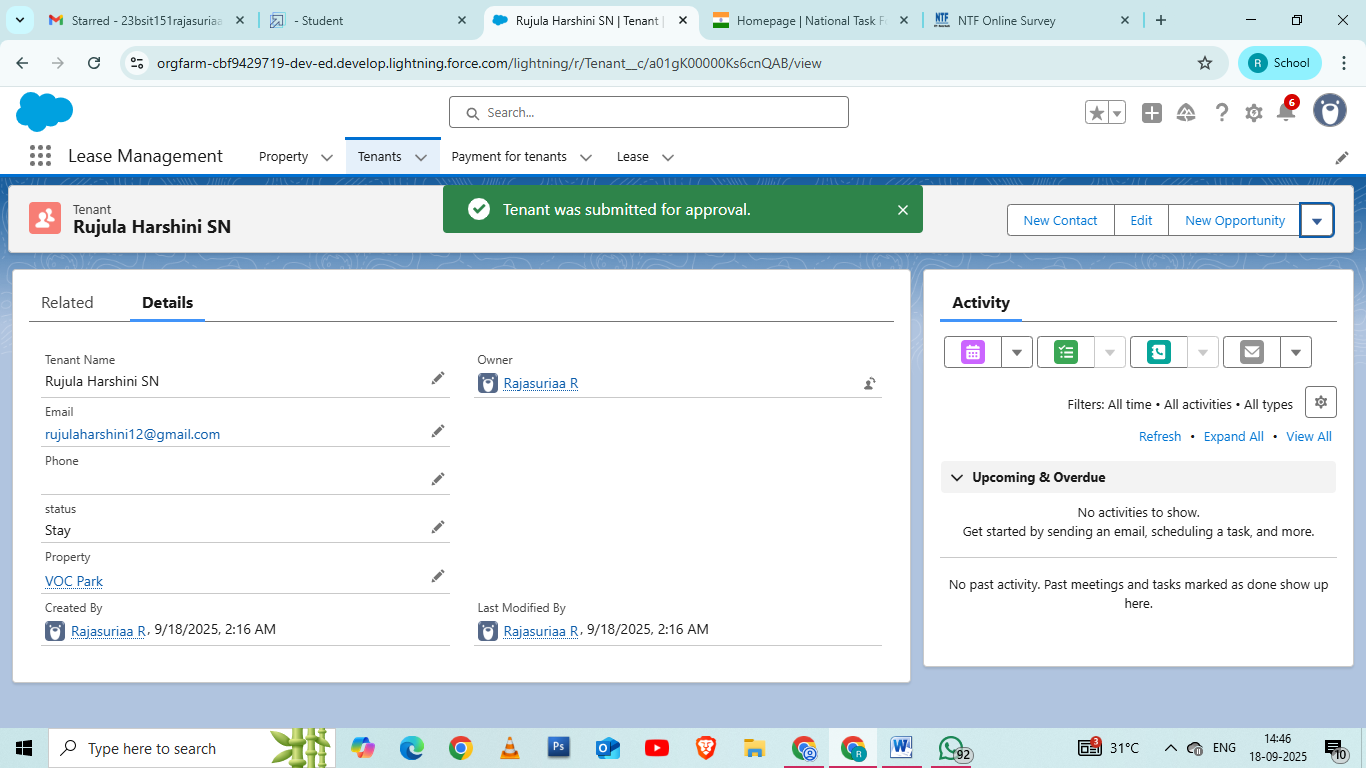 Starred - 23bsit151rajasuriaa
- Student
Rujula Harshini SN | Tenant |
Homepage | National Task Fo
NTF
NTF Online Survey
orgfarm-cbf9429719-dev-ed.develop.lightning.force.com/lightning/r/Tenant__c/a01gK00000Ks6cnQAB/view
R
School
Search...
6
Lease Management
Property
Tenants
Payment for tenants
Lease
Tenant
Rujula Harshini SN
Tenant was submitted for approval.
New Contact
Edit
New Opportunity
Related
Details
Tenant Name
Rujula Harshini SN
Owner
Rajasuriaa R
Email
rujulaharshini12@gmail.com
Phone
status
Stay
Property
VOC Park
Created By
Rajasuriaa R, 9/18/2025, 2:16 AM
Last Modified By
Rajasuriaa R, 9/18/2025, 2:16 AM
Activity
Filters: All time • All activities • All types
Refresh • Expand All • View All
Upcoming & Overdue
No activities to show.
Get started by sending an email, scheduling a task, and more.
No past activity. Past meetings and tasks marked as done show up
here.
Type here to search
Ps
R
W
92
3
31°C
ENG
14:46
18-09-2025
10